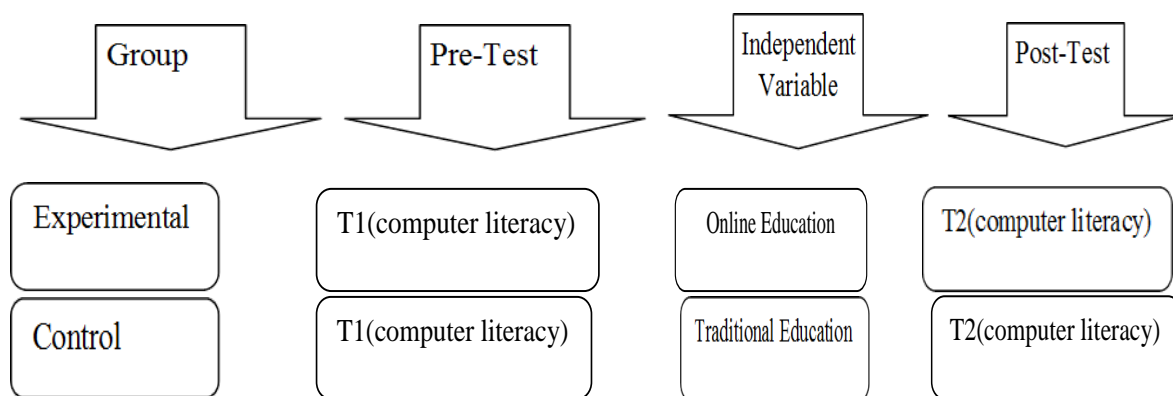 Group
Pre-Test
Independent
Variable
Post-Test
Experimental
T1(computer literacy)
Online Education
T2(computer literacy)
Control
T1(computer literacy)
Traditional Education
T2(computer literacy)